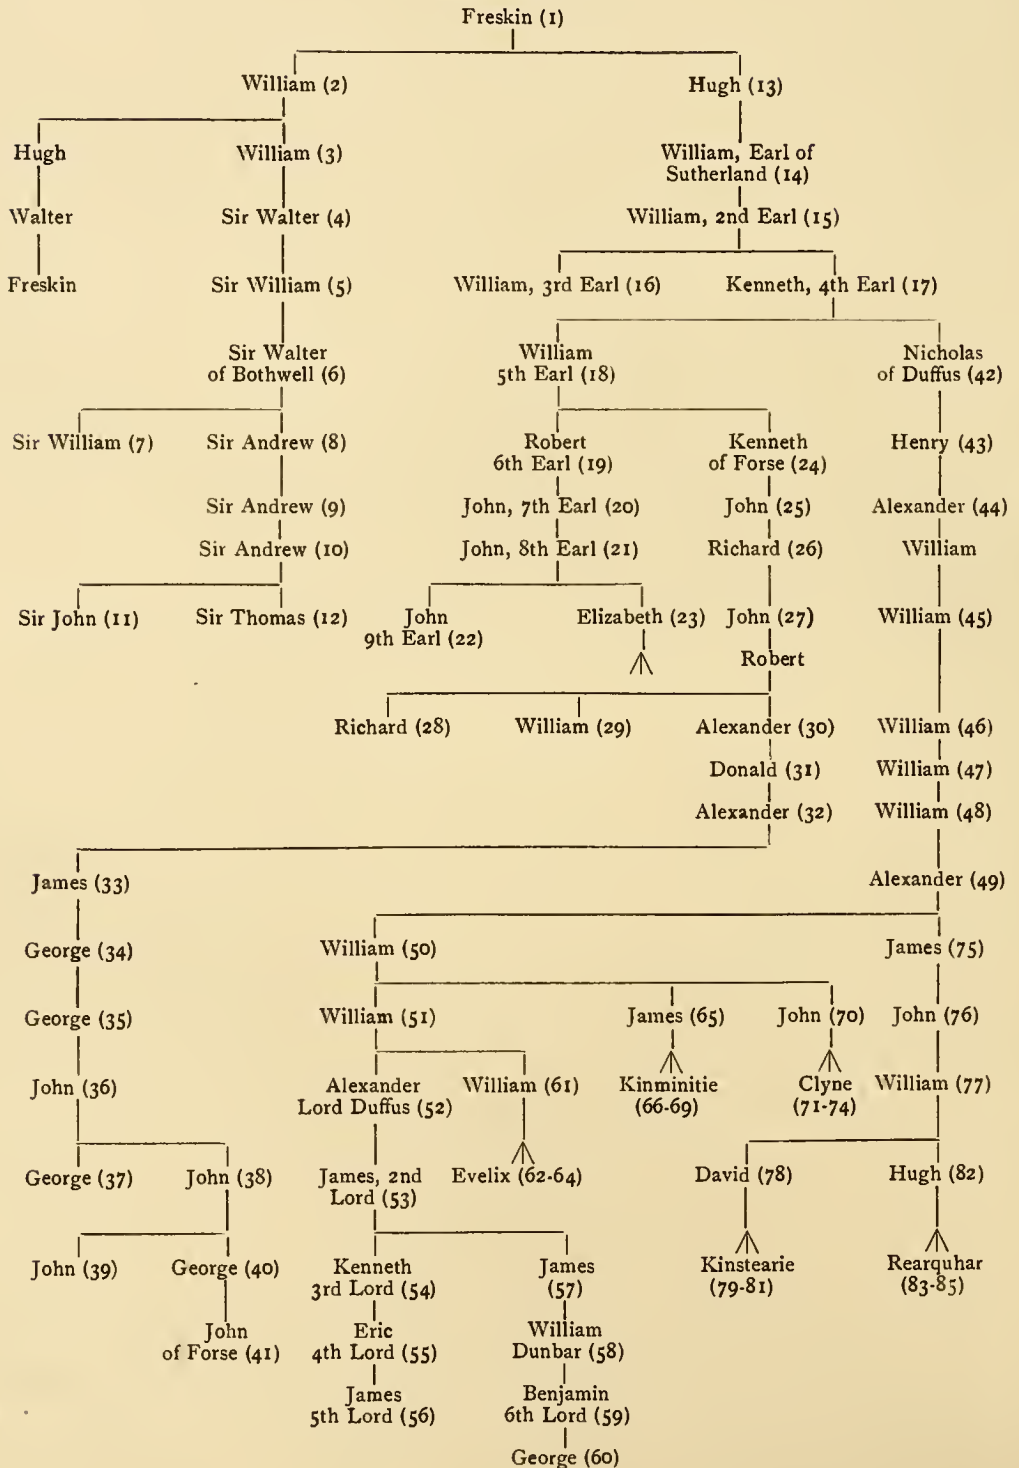 Freskin (1)
William (2) Hugh (13)
Hugh William (3) William, Earl of
Sutherland (14)
Walter Sir Walter (4) William, 2nd Earl (15)
Freskin Sir William (5) William, 3rd Earl (16) Kenneth, 4th Earl (17)
Sir Walter William Nicholas
of Bothwell (6) 5th Earl (18) of Duffus (42)
Sir William (7) Sir Andrew (8) Robert Kenneth Henry (43)
6th Earl (19) of Forse (24)
Sir Andrew (9) John, 7th Earl (20) John (25) Alexander (44)
Sir Andrew (10) John, 8th Earl (21) Richard (26) William
Sir John (11) Sir Thomas (12) John Elizabeth (23) John (27) William (45)
9th Earl (22)
Robert
Richard (28) William (29) Alexander (30) William (46)
Donald (31) William (47)
Alexander (32) William (48)
James (33) Alexander (49)
George (34) William (50) James (75)
George (35) William (51) James (65) John (70) John (76)
John (36) Alexander William (61) Kinminitie Clyne William (77)
Lord Duffus (52) (66-69) (71-74)
George (37) John (38) James, 2nd Evelix (62-64) David (78) Hugh (82)
Lord (53)
John (39) George (40) Kenneth James Kinstearie Rearquhar
3rd Lord (54) (57) (79-81) (83-85)
John Eric William
of Forse (41) 4th Lord (55) Dunbar (58)
James Benjamin
5th Lord (56) 6th Lord (59)
George (60)